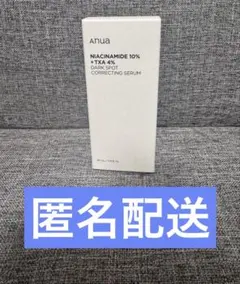 Anua
NIACINAMIDE 10%
+ TXA 4%
DARK SPOT
CORRECTING SERUM
匿名配送